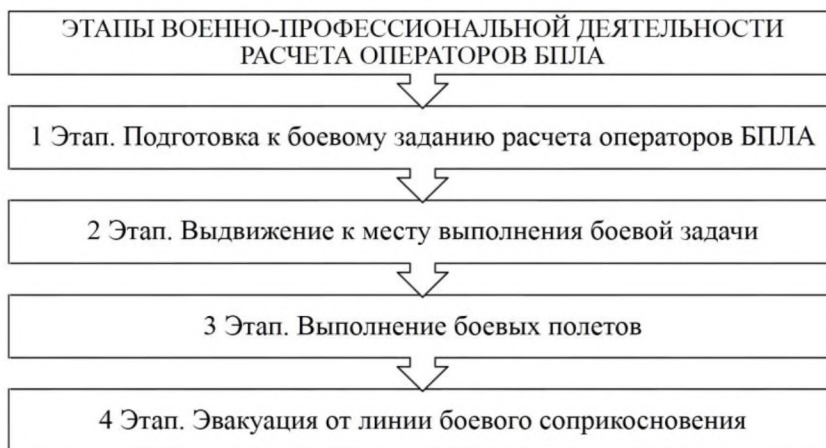 ЭТАПЫ ВОЕННО-ПРОФЕССИОНАЛЬНОЙ ДЕЯТЕЛЬНОСТИ
РАСЧЕТА ОПЕРАТОРОВ БПЛА
1 Этап. Подготовка к боевому заданию расчета операторов БПЛА
2 Этап. Выдвижение к месту выполнения боевой задачи
3 Этап. Выполнение боевых полетов
4 Этап. Эвакуация от линии боевого соприкосновения